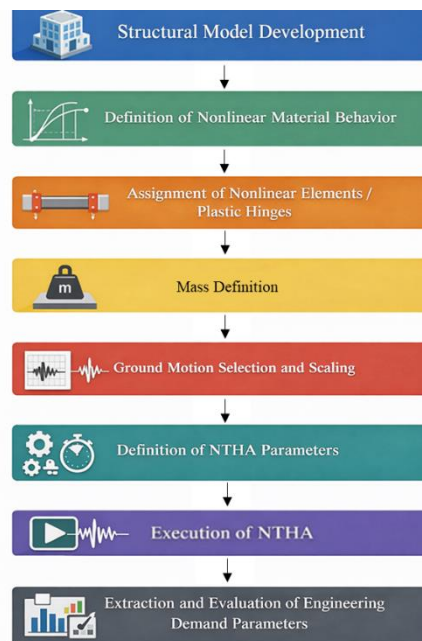 Structural Model Development
Definition of Nonlinear Material Behavior
Assignment of Nonlinear Elements /
Plastic Hinges
m
Mass Definition
Ground Motion Selection and Scaling
Definition of NTHA Parameters
Execution of NTHA
Extraction and Evaluation of Engineering
Demand Parameters